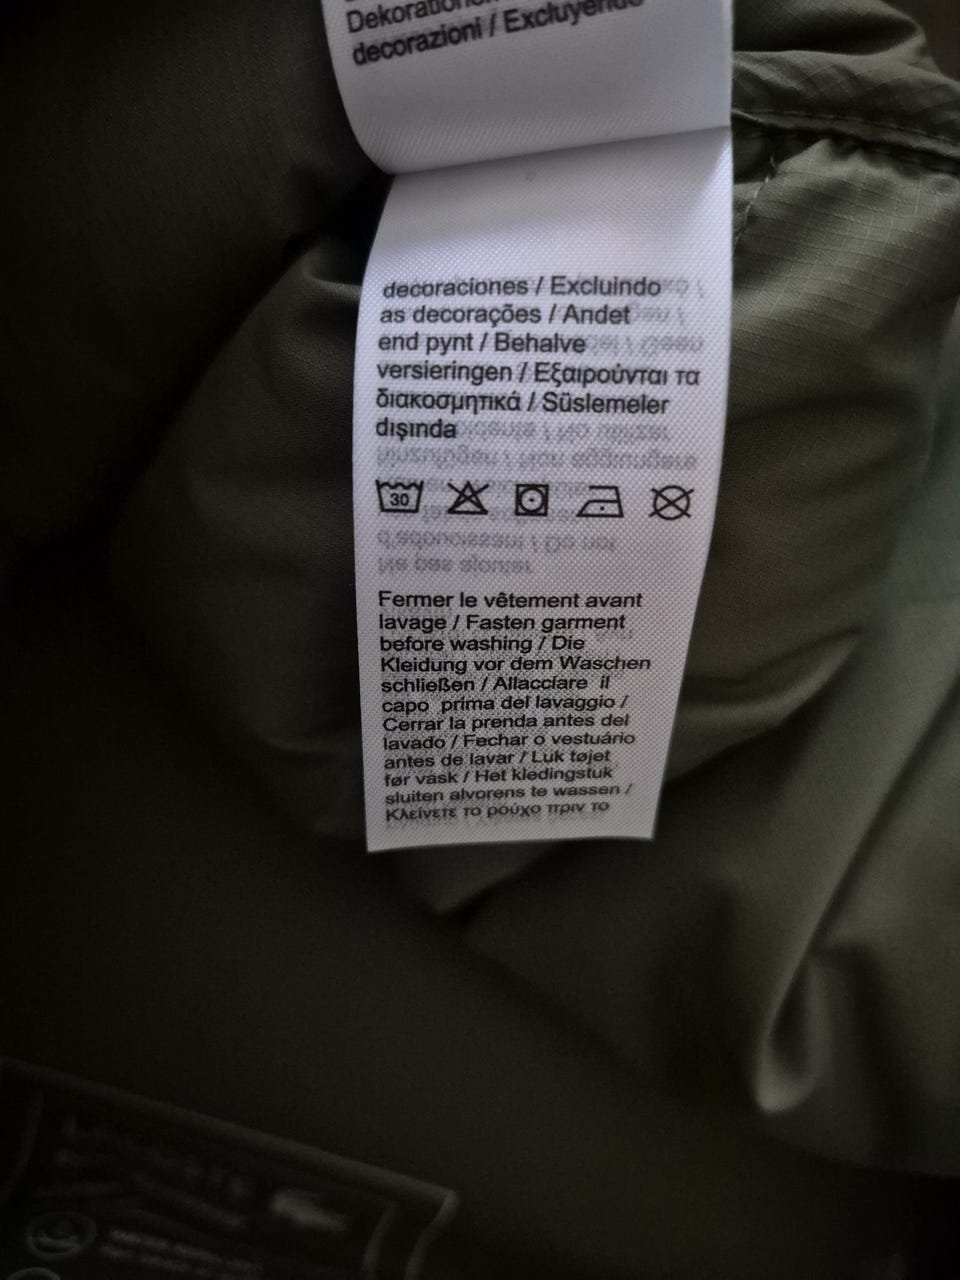 decorazioni / Excluyendo
decoraciones / Excluindo
as decorações / Andet
end pynt / Behalve
versieringen / Εξαιρούνται τα
διακοσμητικά / Süslemeler
dışında
30
Fermer le vêtement avant
lavage / Fasten garment
before washing / Die
Kleidung vor dem Waschen
schließen / Allacciare il
capo prima del lavaggio /
Cerrar la prenda antes del
lavado / Fechar o vestuário
antes de lavar / Luk tøjet
før vask / Het kledingstuk
sluiten alvorens te wassen /
Κλείνετε το ρούχο πριν το